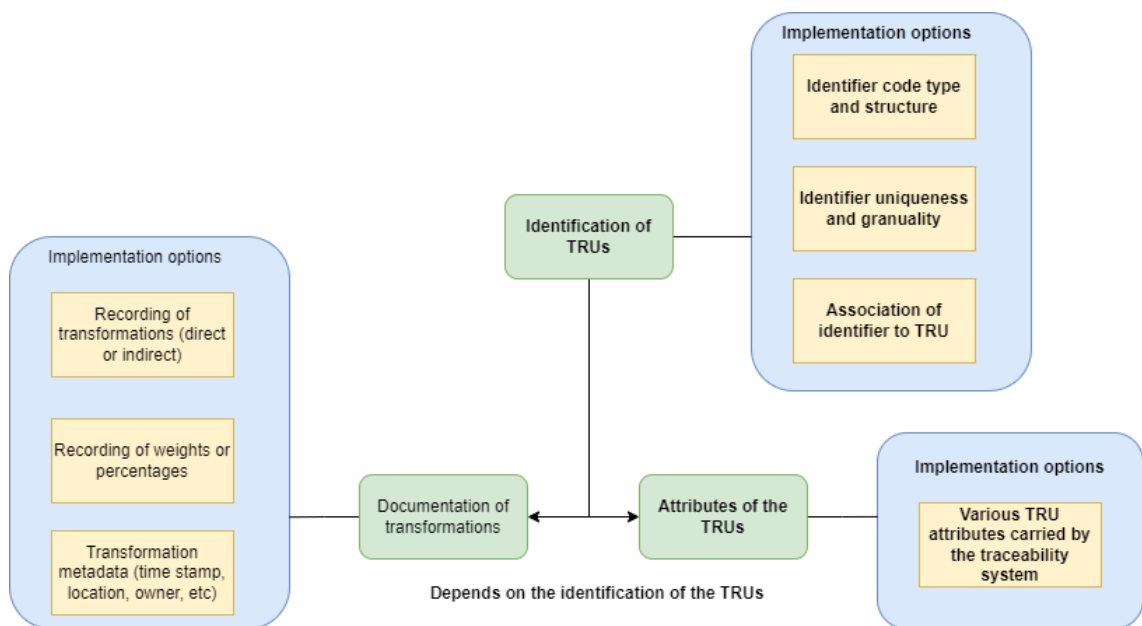 Implementation options
Identifier code type
and structure
Identifier uniqueness
and granuality
Association of
identifier to TRU
Identification of
TRUs
Implementation options
Recording of
transformations (direct
or indirect)
Recording of weights or
percentages
Transformation
metadata (time stamp,
location, owner, etc)
Documentation of
transformations
Attributes of the
TRUs
Implementation options
Various TRU
attributes carried by
the traceability
system
Depends on the identification of the TRUs